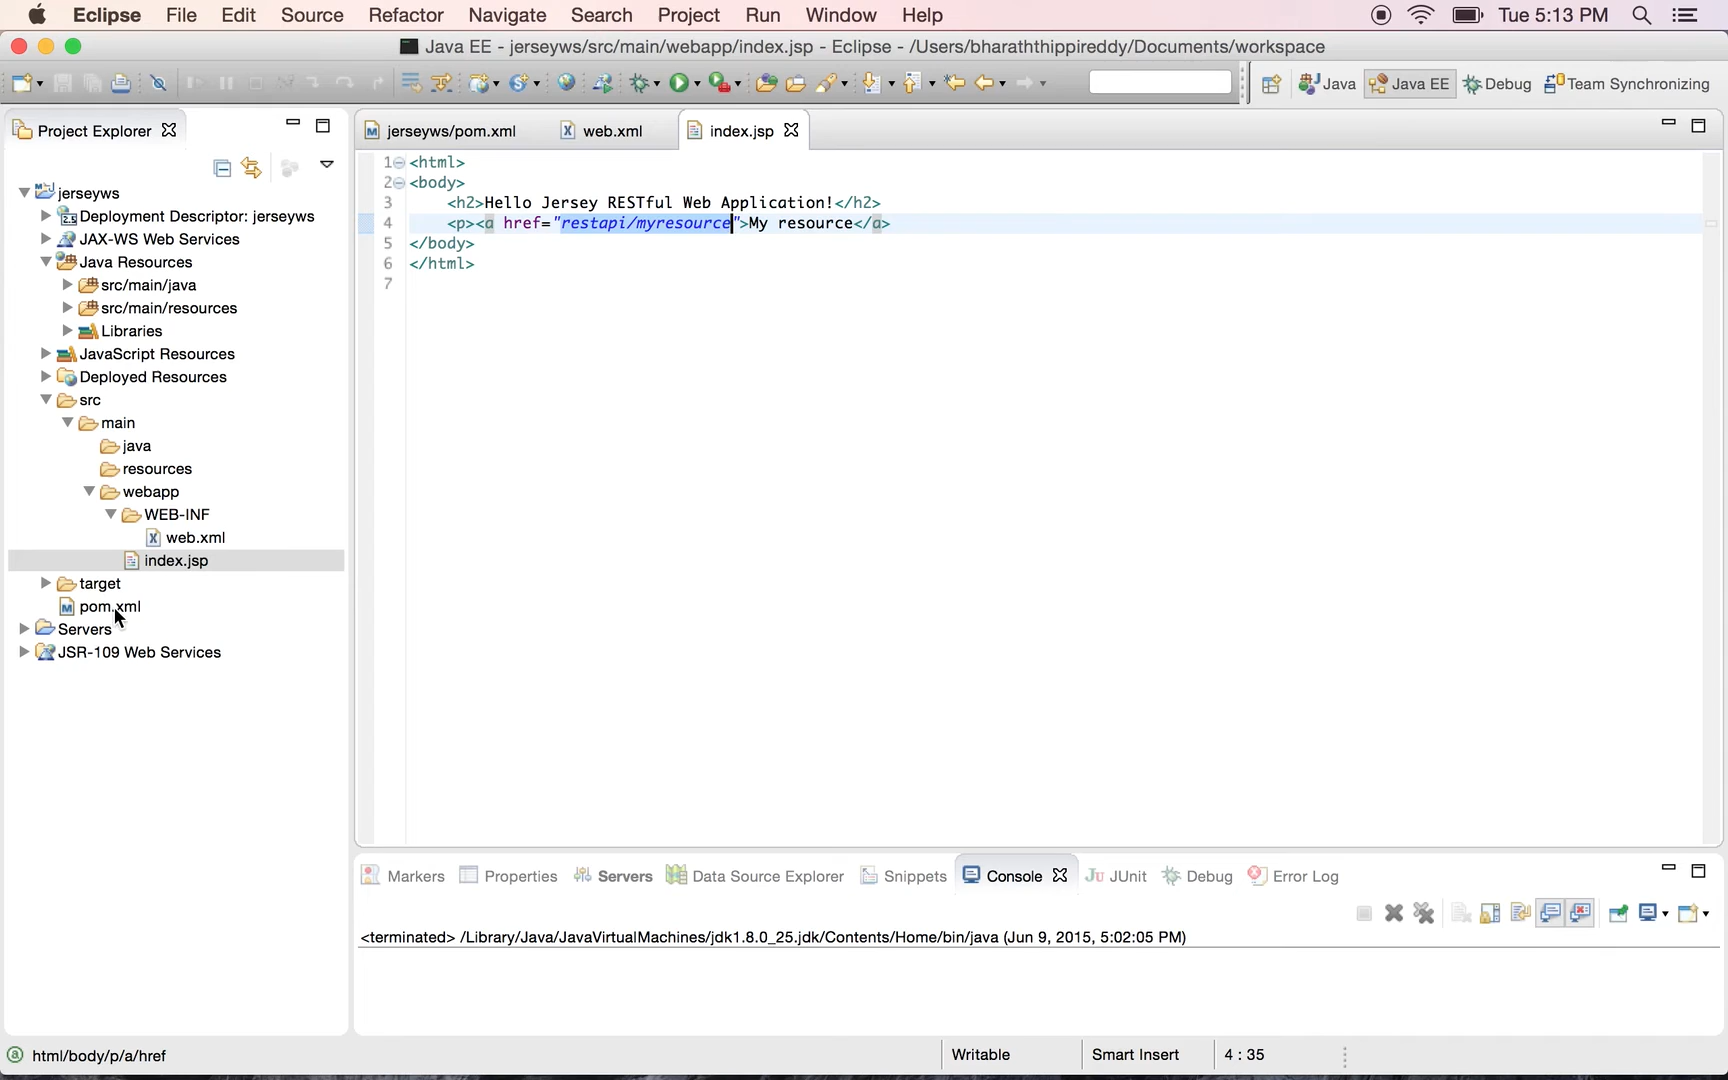 Eclipse File Edit Source Refactor Navigate Search Project Run Window Help Tue 5:13 PM
Java EE - jerseyws/src/main/webapp/index.jsp - Eclipse - /Users/bharaththippireddy/Documents/workspace
Java Java EE Debug Team Synchronizing
Project Explorer
jerseyws/pom.xml web.xml index.jsp
jerseyws
Deployment Descriptor: jerseyws
JAX-WS Web Services
Java Resources
src/main/java
src/main/resources
Libraries
JavaScript Resources
Deployed Resources
src
main
java
resources
webapp
WEB-INF
web.xml
index.jsp
target
pom.xml
Servers
JSR-109 Web Services
1 <html>
2 <body>
3 <h2>Hello Jersey RESTful Web Application!</h2>
4 <p><a href="restapi/myresource">My resource</a>
5 </body>
6 </html>
7
Markers Properties Servers Data Source Explorer Snippets Console Ju JUnit Debug Error Log
<terminated> /Library/Java/JavaVirtualMachines/jdk1.8.0_25.jdk/Contents/Home/bin/java (Jun 9, 2015, 5:02:05 PM)
html/body/p/a/href Writable Smart Insert 4 : 35